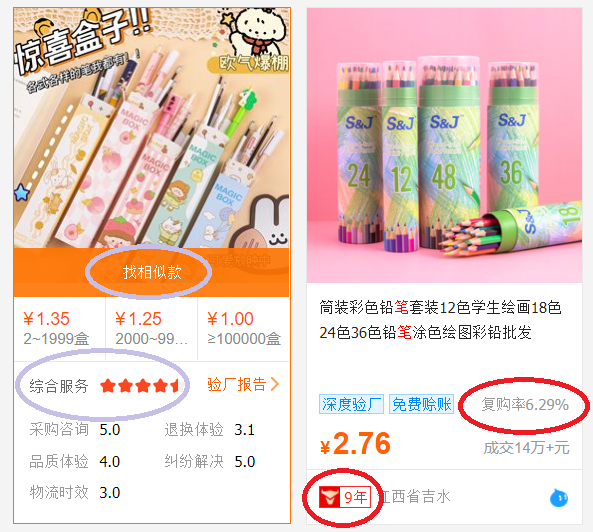 惊喜盒子!
各式各样的笔我都有!
欧气爆棚
MAGIC BOX
MAGIC BOX
MAGIC BOX
MAGIC BOX
找相似款
¥1.35
¥1.25
¥1.00
2~1999盒
2000~99...
≥100000盒
综合服务
验厂报告 >
采购咨询 5.0
退换体验 3.1
品质体验 4.0
纠纷解决 5.0
物流时效 3.0
S&J
24
S&J
12
S&J
48
S&J
36
S&J
18
筒装彩色铅笔套装12色学生绘画18色
24色36色铅笔涂色绘图彩铅批发
深度验厂
免费赊账
复购率6.29%
¥2.76
成交14万+元
9年
江西省吉水